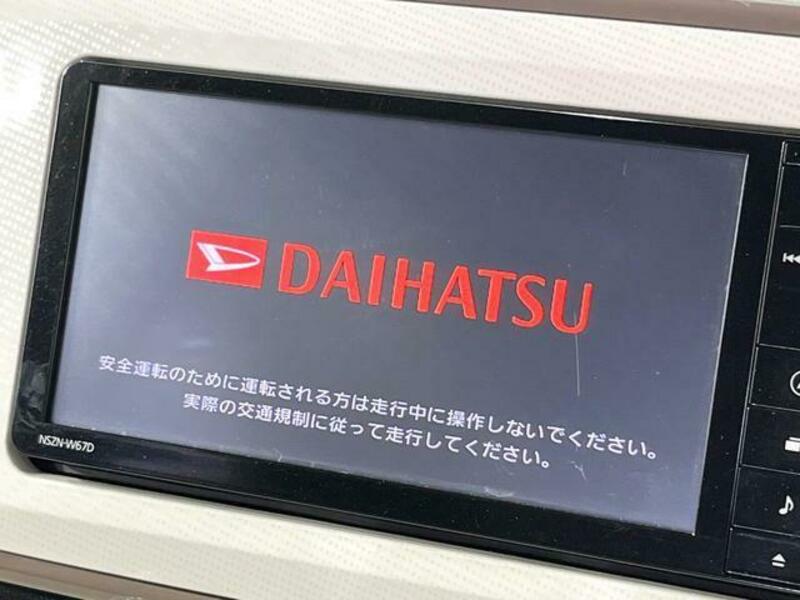 DAIHATSU
安全運転のために運転される方は走行中に操作しないでください。
実際の交通規制に従って走行してください。
NSZN-W67D